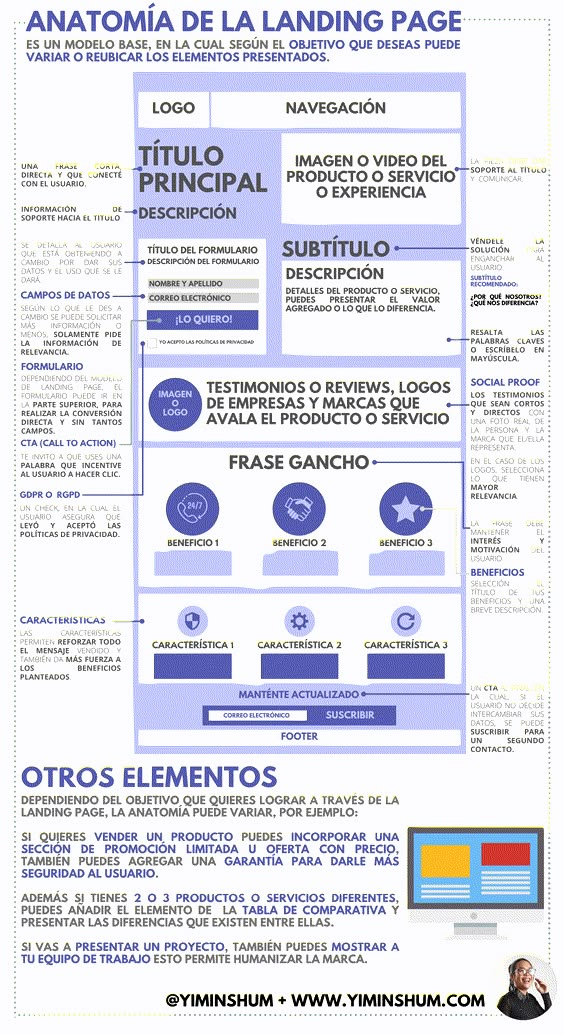 ANATOMÍA DE LA LANDING PAGE
ES UN MODELO BASE, EN LA CUAL SEGÚN EL OBJETIVO QUE DESEAS PUEDE
VARIAR O REUBICAR LOS ELEMENTOS PRESENTADOS.
LOGO
NAVEGACIÓN
TÍTULO
PRINCIPAL
DESCRIPCIÓN
IMAGEN O VIDEO DEL
PRODUCTO O SERVICIO
O EXPERIENCIA
UNA FRASE CORTA,
DIRECTA Y QUE CONECTÉ
CON EL USUARIO.
INFORMACIÓN DE
SOPORTE HACIA EL TITULO
SOPORTE AL TÍTULO
Y COMUNICAR.
SE DETALLA AL USUARIO
QUE ESTÁ OBTENIENDO A
CAMBIO POR DAR SUS
DATOS Y EL USO QUE SE LE
DARÁ.
CAMPOS DE DATOS
SEGÚN LO QUE LE DES A
CAMBIO SE PUEDE SOLICITAR
MÁS INFORMACIÓN O
MENOS, SOLAMENTE PIDE
LA INFORMACIÓN DE
RELEVANCIA.
FORMULARIO
DEPENDIENDO DEL MODELO
DE LANDING PAGE, EL
FORMULARIO PUEDE IR EN
LA PARTE SUPERIOR, PARA
REALIZAR LA CONVERSIÓN
DIRECTA Y SIN TANTOS
CAMPOS.
CTA (CALL TO ACTION)
TE INVITO A QUE USES UNA
PALABRA QUE INCENTIVE
AL USUARIO A HACER CLIC.
GDPR O RGPD
UN CHECK, EN LA CUAL EL
USUARIO ASEGURA QUE
LEYÓ Y ACEPTÓ LAS
POLÍTICAS DE PRIVACIDAD.
TÍTULO DEL FORMULARIO
DESCRIPCIÓN DEL FORMULARIO
NOMBRE Y APELLIDO
CORREO ELECTRÓNICO
¡LO QUIERO!
YO ACEPTO LAS POLÍTICAS DE PRIVACIDAD
SUBTÍTULO
DESCRIPCIÓN
DETALLES DEL PRODUCTO O SERVICIO,
PUEDES PRESENTAR EL VALOR
AGREGADO O LO QUE LO DIFERENCIA.
VÉNDELE LA
SOLUCIÓN PARA
ENGANCHAR AL
USUARIO.
SUBTÍTULO
RECOMENDADO:
¿POR QUÉ NOSOTROS?
¿QUÉ NOS DIFERENCIA?
RESALTA LAS
PALABRAS CLAVES
O ESCRÍBELO EN
MAYÚSCULA.
IMAGEN
O
LOGO
TESTIMONIOS O REVIEWS, LOGOS
DE EMPRESAS Y MARCAS QUE
AVALA EL PRODUCTO O SERVICIO
SOCIAL PROOF
LOS TESTIMONIOS
QUE SEAN CORTOS
Y DIRECTOS CON
UNA FOTO REAL DE
LA PERSONA Y LA
MARCA QUE EL/ELLA
REPRESENTA.
EN EL CASO DE LOS
LOGOS, SELECCIONA
LO QUE TIENEN
MAYOR
RELEVANCIA
FRASE GANCHO
24/7
BENEFICIO 1
BENEFICIO 2
BENEFICIO 3
LA FRASE DEBE
MANTENER EL
INTERÉS Y
MOTIVACIÓN DEL
USUARIO
BENEFICIOS
SELECCIÓN EL
TÍTULO DE TUS
BENEFICIOS Y UNA
BREVE DESCRIPCIÓN.
CARACTERÍSTICAS
LAS CARACTERÍSTICAS
PERMITEN REFORZAR TODO
EL MENSAJE VENDIDO Y
TAMBIÉN DA MÁS FUERZA A
LOS BENEFICIOS
PLANTEADOS.
CARACTERÍSTICA 1
CARACTERÍSTICA 2
CARACTERÍSTICA 3
MANTÉNTE ACTUALIZADO
CORREO ELECTRÓNICO
SUSCRIBIR
FOOTER
UN CTA
LA CUAL, SI EL
USUARIO NO DECIDE
INTERCAMBIAR SUS
DATOS, SE PUEDE
SUSCRIBIR PARA
UN SEGUNDO
CONTACTO.
OTROS ELEMENTOS
DEPENDIENDO DEL OBJETIVO QUE QUIERES LOGRAR A TRAVÉS DE LA
LANDING PAGE, LA ANATOMÍA PUEDE VARIAR, POR EJEMPLO:
SI QUIERES VENDER UN PRODUCTO PUEDES INCORPORAR UNA
SECCIÓN DE PROMOCIÓN LIMITADA U OFERTA CON PRECIO,
TAMBIÉN PUEDES AGREGAR UNA GARANTÍA PARA DARLE MÁS
SEGURIDAD AL USUARIO.
ADEMÁS SI TIENES 2 O 3 PRODUCTOS O SERVICIOS DIFERENTES,
PUEDES AÑADIR EL ELEMENTO DE LA TABLA DE COMPARATIVA Y
PRESENTAR LAS DIFERENCIAS QUE EXISTEN ENTRE ELLAS.
SI VAS A PRESENTAR UN PROYECTO, TAMBIÉN PUEDES MOSTRAR A
TU EQUIPO DE TRABAJO ESTO PERMITE HUMANIZAR LA MARCA.
@YIMINSHUM + WWW.YIMINSHUM.COM